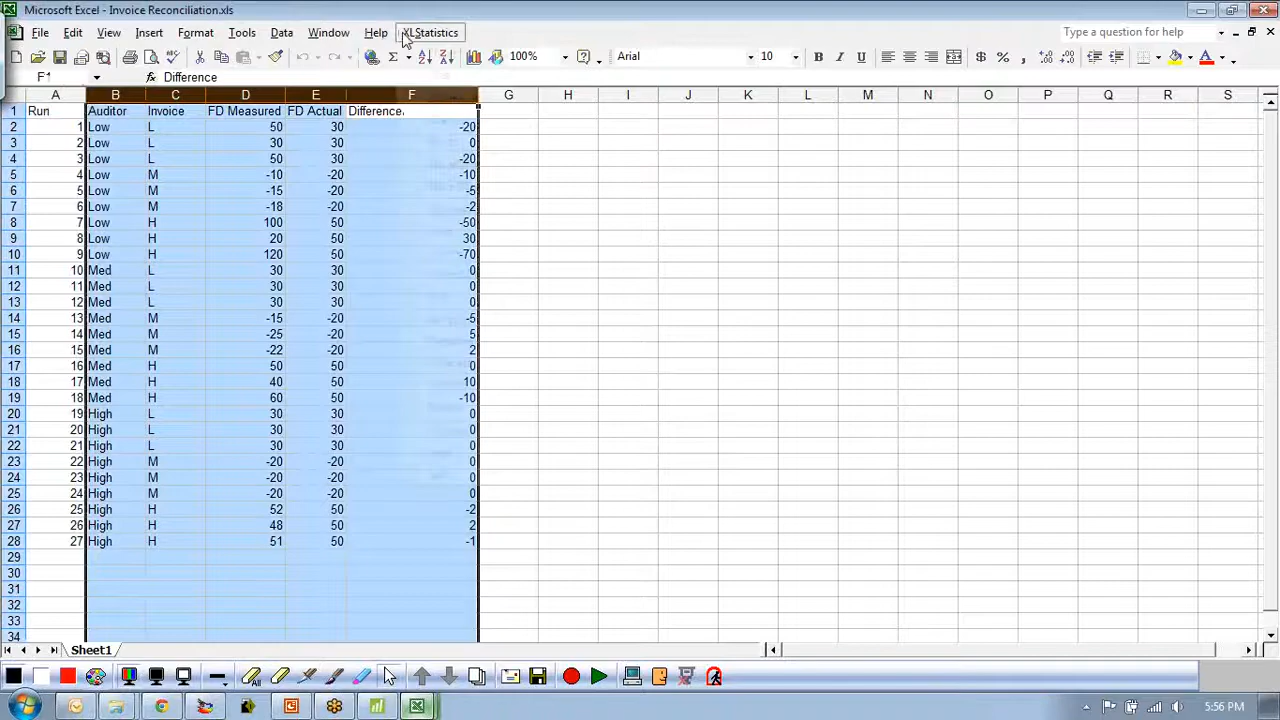 Microsoft Excel - Invoice Reconciliation.xls
File Edit View Insert Format Tools Data Window Help XLStatistics Type a question for help
100% Arial 10 B I U $ %
F1 fx Difference
A B C D E F G H I J K L M N O P Q R S
1 Run Auditor Invoice FD Measured FD Actual Difference
2 1 Low L 50 30 -20
3 2 Low L 30 30 0
4 3 Low L 50 30 -20
5 4 Low M -10 -20 -10
6 5 Low M -15 -20 -5
7 6 Low M -18 -20 -2
8 7 Low H 100 50 -50
9 8 Low H 20 50 30
10 9 Low H 120 50 -70
11 10 Med L 30 30 0
12 11 Med L 30 30 0
13 12 Med L 30 30 0
14 13 Med M -15 -20 -5
15 14 Med M -25 -20 5
16 15 Med M -22 -20 2
17 16 Med H 50 50 0
18 17 Med H 40 50 10
19 18 Med H 60 50 -10
20 19 High L 30 30 0
21 20 High L 30 30 0
22 21 High L 30 30 0
23 22 High M -20 -20 0
24 23 High M -20 -20 0
25 24 High M -20 -20 0
26 25 High H 52 50 -2
27 26 High H 48 50 2
28 27 High H 51 50 -1
29
30
31
32
33
34
Sheet1
5:56 PM